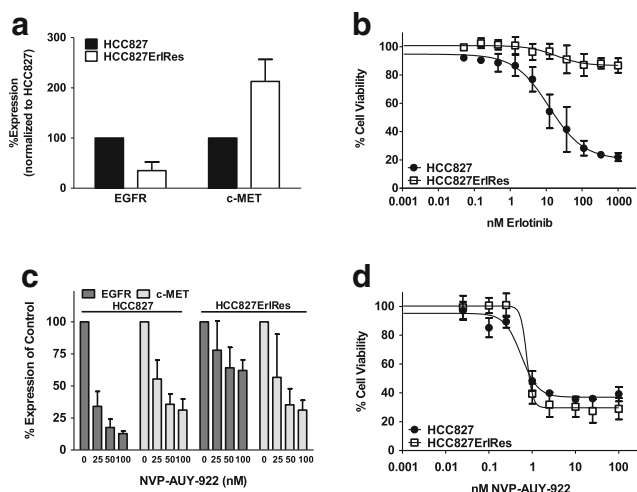 a
HCC827
HCC827ErlRes
%Expression
(normalized to HCC827)
300
200
100
0
EGFR
c-MET
b
% Cell Viability
120
100
80
60
40
20
0
HCC827
HCC827ErlRes
0.001
0.01
0.1
1
10
100
1000
nM Erlotinib
c
EGFR
c-MET
HCC827
HCC827ErlRes
% Expression of Control
100
75
50
25
0
0 25 50 100 0 25 50 100 0 25 50 100 0 25 50 100
NVP-AUY-922 (nM)
d
% Cell Viability
120
100
80
60
40
20
0
HCC827
HCC827ErlRes
0.001
0.01
0.1
1
10
100
nM NVP-AUY-922